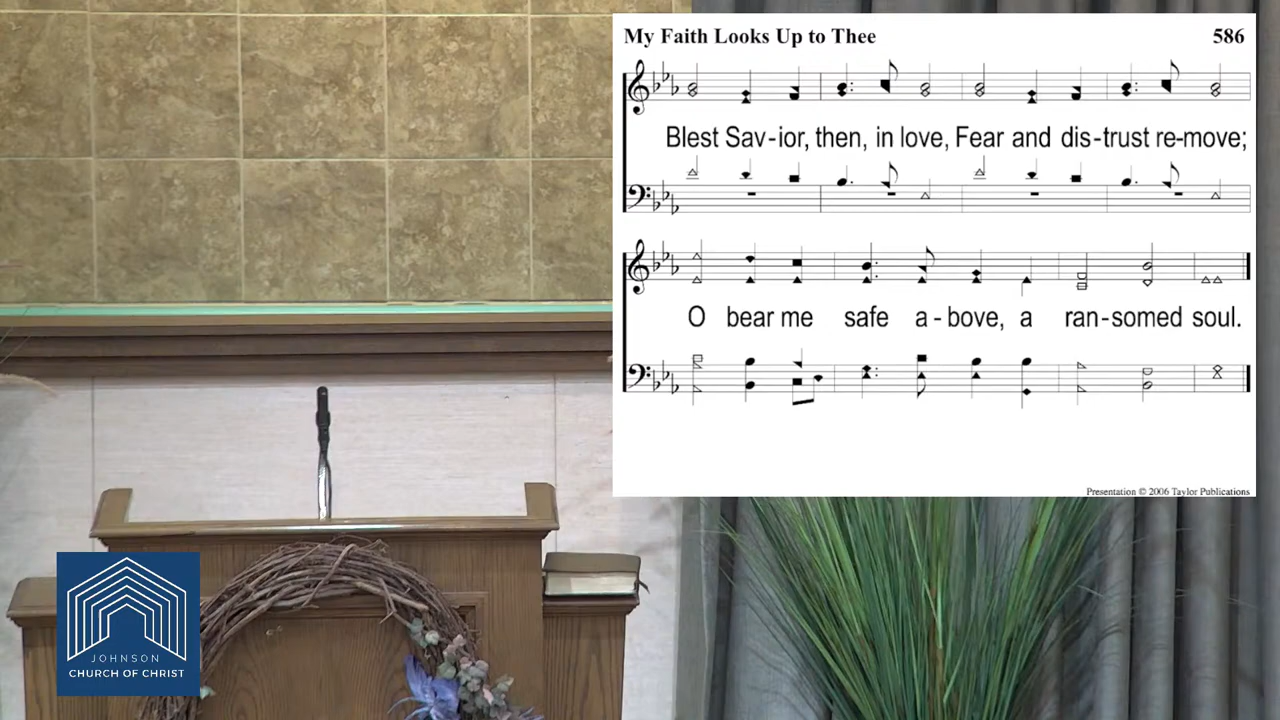 My Faith Looks Up to Thee 586
Blest Sav-ior, then, in love, Fear and dis-trust re-move;
O bear me safe a-bove, a ran-somed soul.
Presentation © 2006 Taylor Publications
JOHNSON
CHURCH OF CHRIST